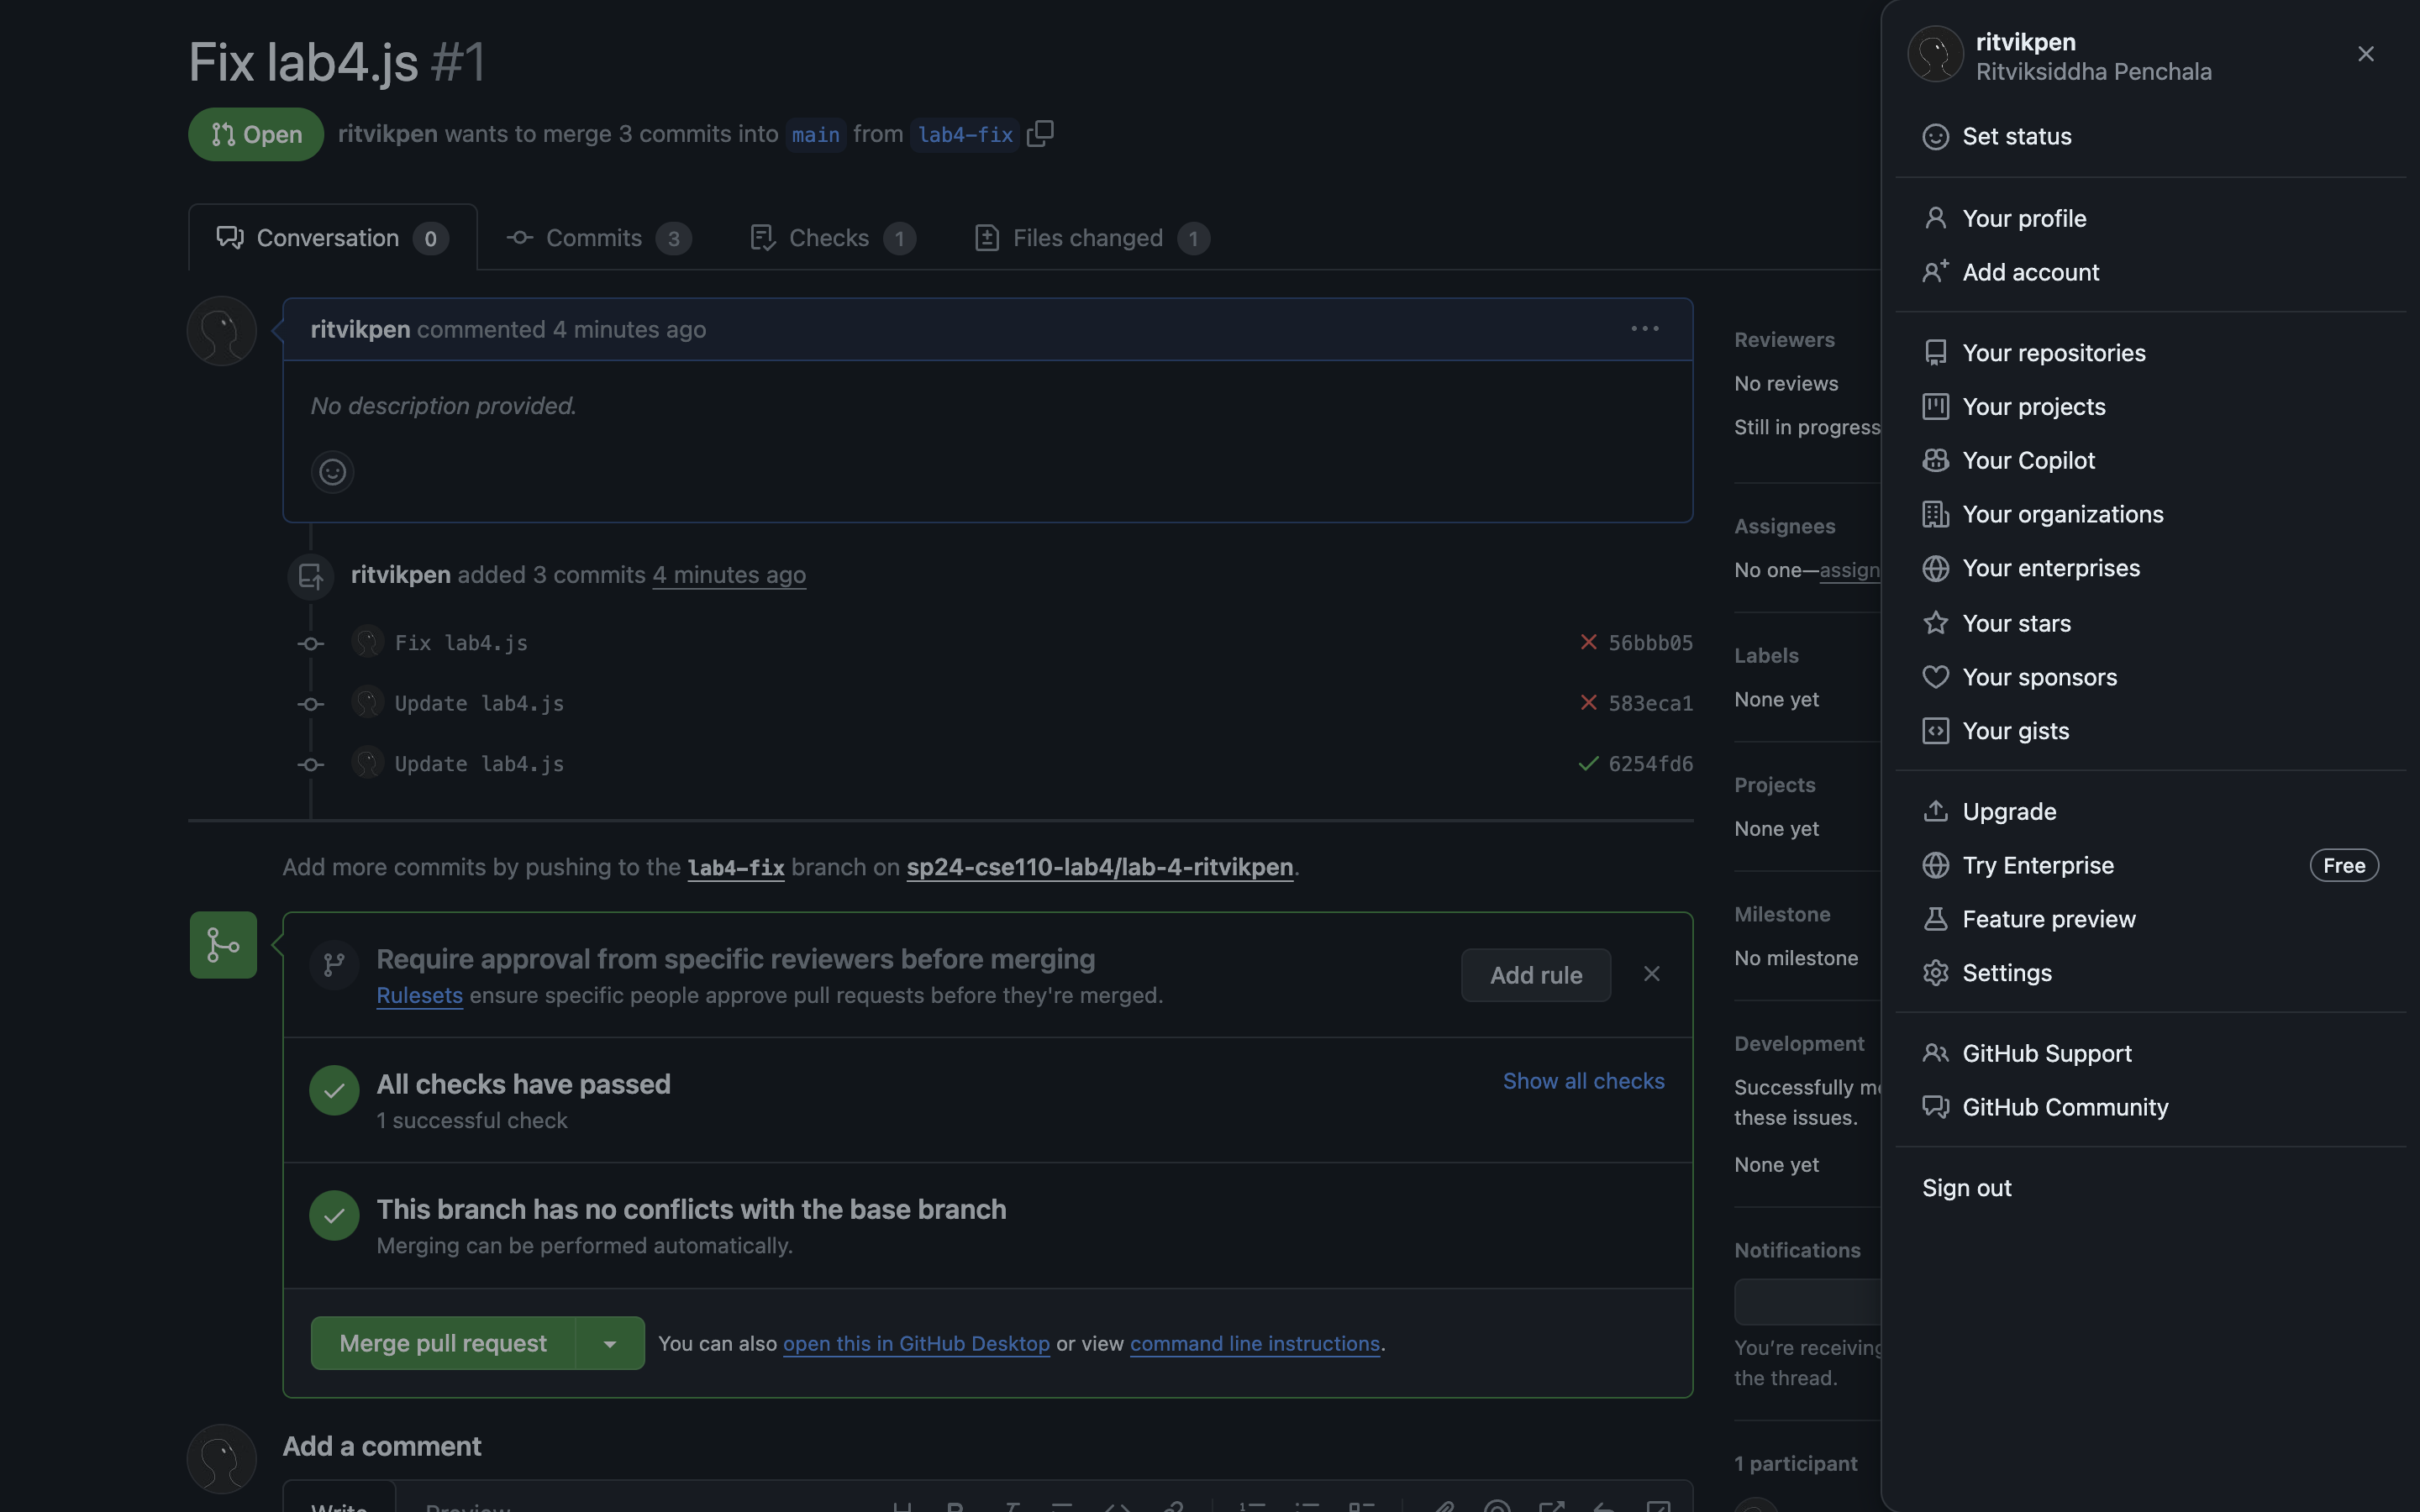 Fix lab4.js #1
Open
ritvikpen wants to merge 3 commits into main from lab4-fix
Conversation 0
Commits 3
Checks 1
Files changed 1
ritvikpen commented 4 minutes ago
No description provided.
ritvikpen added 3 commits 4 minutes ago
Fix lab4.js
56bbb05
Update lab4.js
583eca1
Update lab4.js
6254fd6
Add more commits by pushing to the lab4-fix branch on sp24-cse110-lab4/lab-4-ritvikpen.
Require approval from specific reviewers before merging
Rulesets ensure specific people approve pull requests before they're merged.
Add rule
All checks have passed
1 successful check
Show all checks
This branch has no conflicts with the base branch
Merging can be performed automatically.
Merge pull request
You can also open this in GitHub Desktop or view command line instructions.
Add a comment
Write
Preview
Reviewers
No reviews
Still in progress
Assignees
No one—assign
Labels
None yet
Projects
None yet
Milestone
No milestone
Development
Successfully
these issues.
None yet
Notifications
You're receiving
the thread.
1 participant
ritvikpen
Ritviksiddha Penchala
Set status
Your profile
Add account
Your repositories
Your projects
Your Copilot
Your organizations
Your enterprises
Your stars
Your sponsors
Your gists
Upgrade
Try Enterprise
Free
Feature preview
Settings
GitHub Support
GitHub Community
Sign out